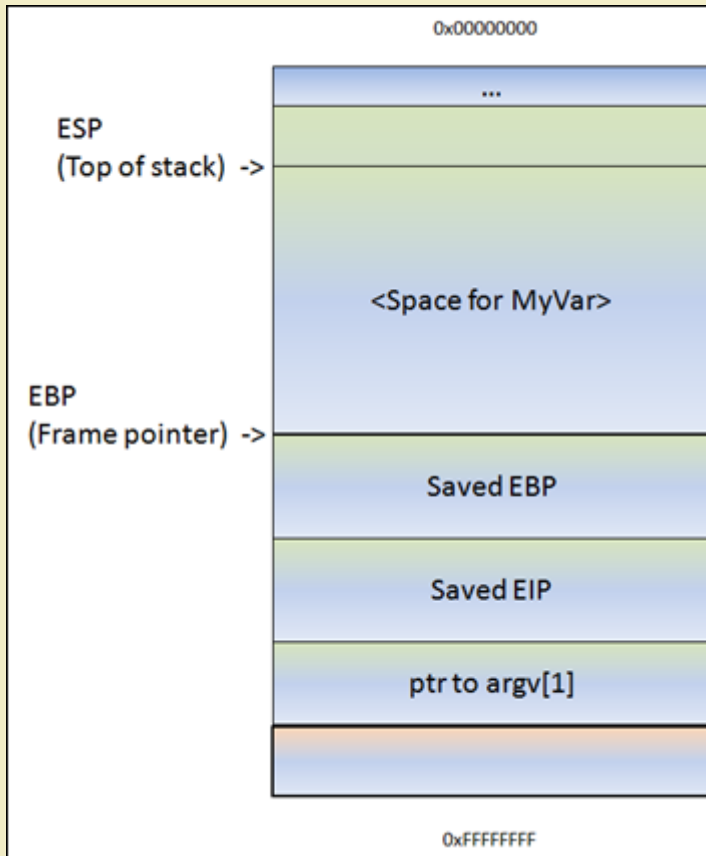 0x00000000
...
ESP
(Top of stack) ->
<Space for MyVar>
EBP
(Frame pointer) ->
Saved EBP
Saved EIP
ptr to argv[1]
0xFFFFFFFF